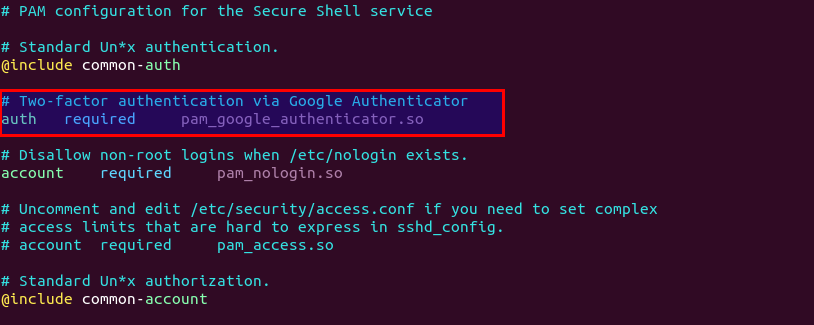 # PAM configuration for the Secure Shell service
# Standard Un*x authentication.
@include common-auth
# Two-factor authentication via Google Authenticator
auth   required     pam_google_authenticator.so
# Disallow non-root logins when /etc/nologin exists.
account    required     pam_nologin.so
# Uncomment and edit /etc/security/access.conf if you need to set complex
# access limits that are hard to express in sshd_config.
# account  required     pam_access.so
# Standard Un*x authorization.
@include common-account